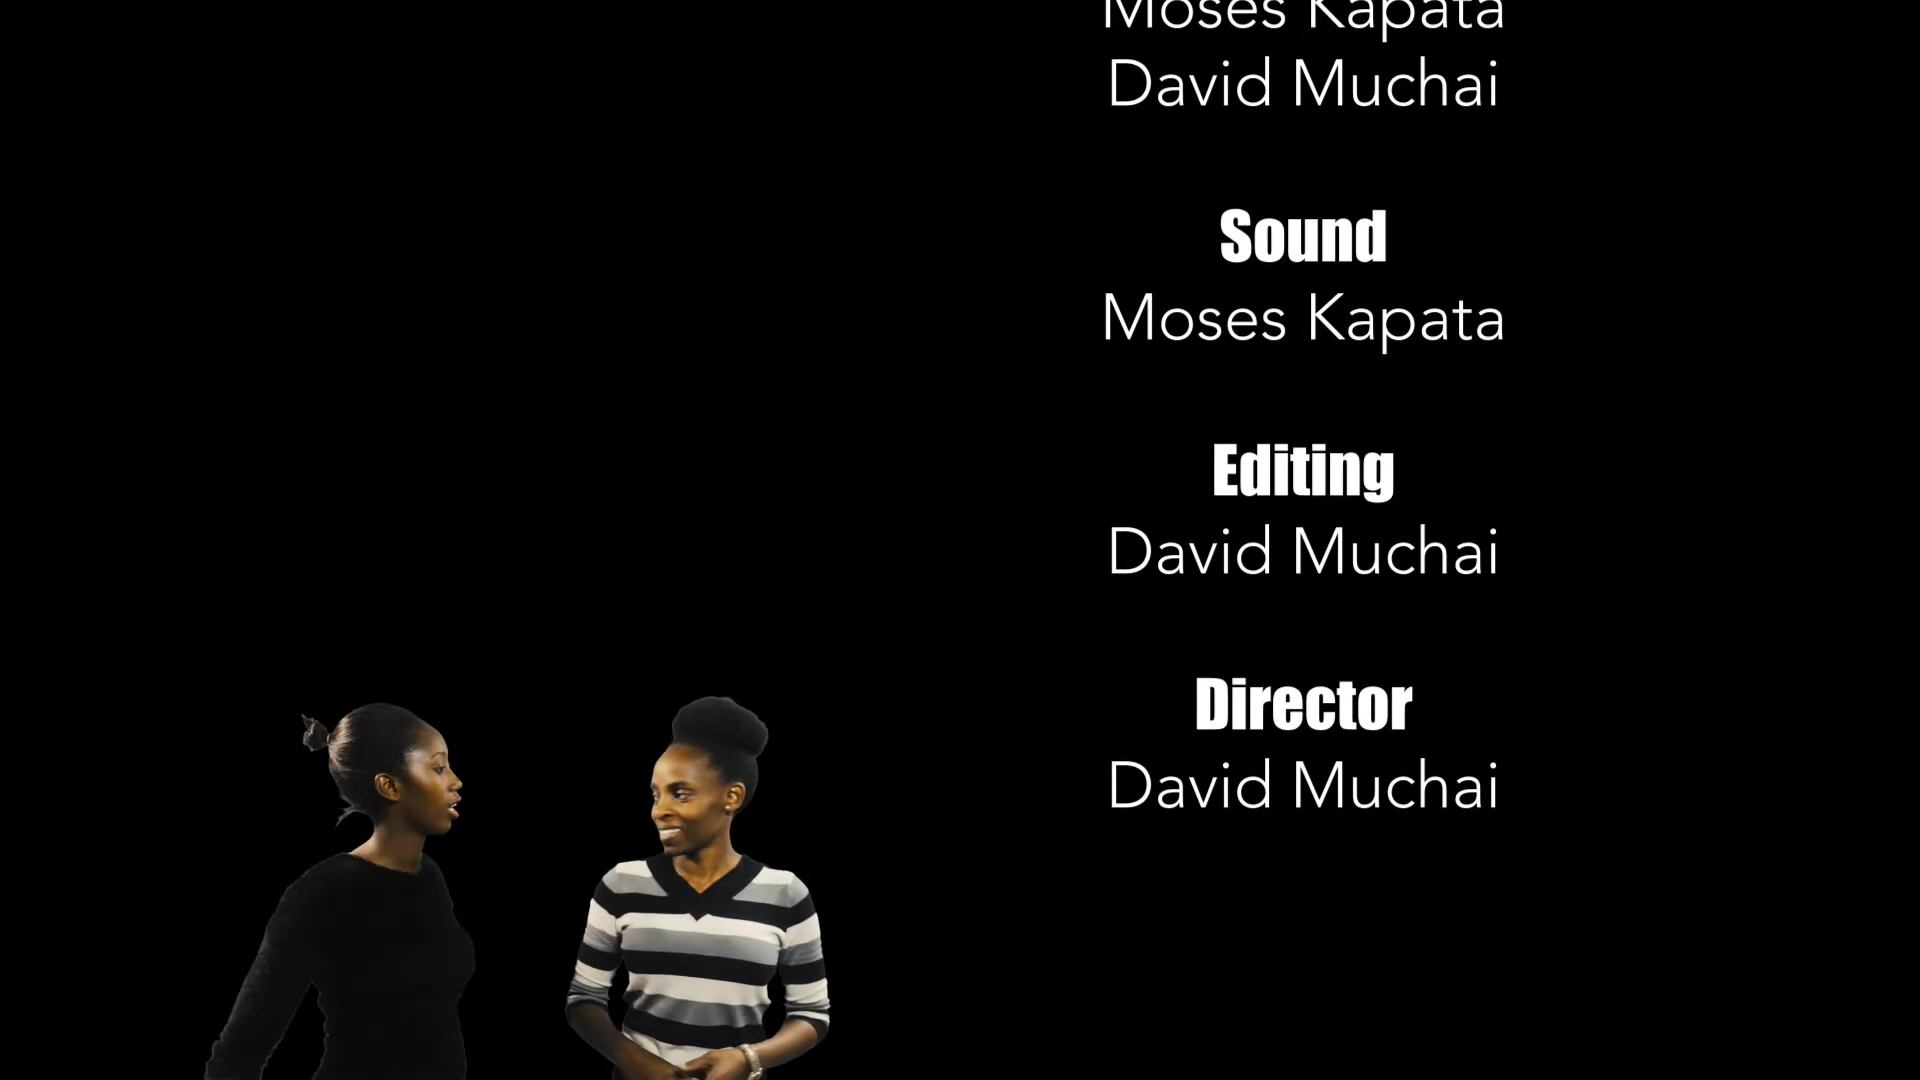 Moses Kapata
David Muchai
Sound
Moses Kapata
Editing
David Muchai
Director
David Muchai